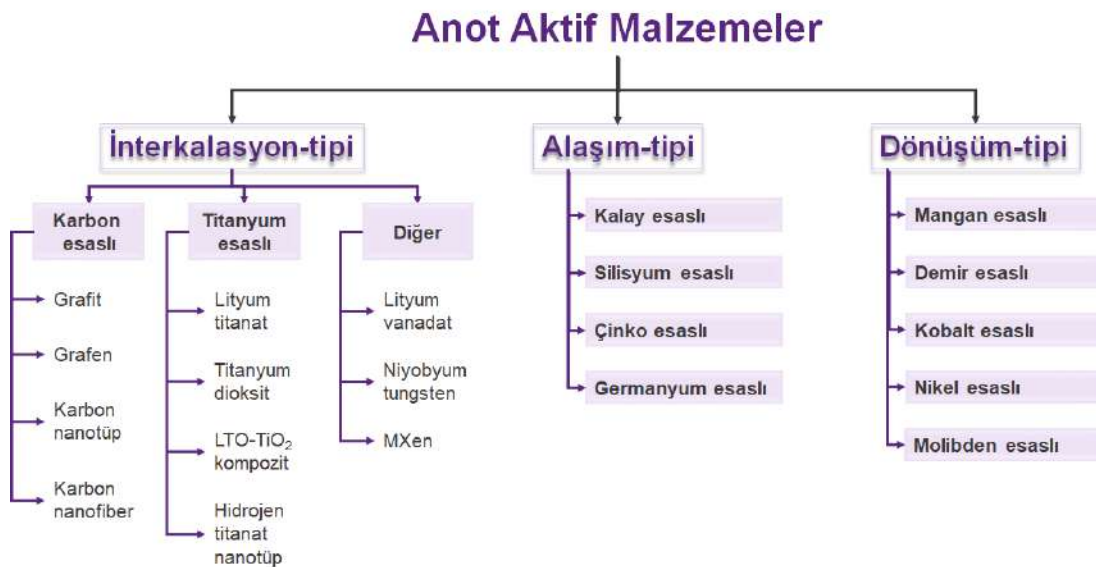 Anot Aktif Malzemeler
İnterkalasyon-tipi
Alaşım-tipi
Dönüşüm-tipi
Karbon
esaslı
Grafit
Grafen
Karbon
nanotüp
Karbon
nanofiber
Titanyum
esaslı
Lityum
titanat
Titanyum
dioksit
LTO-TiO₂
kompozit
Hidrojen
titanat
nanotüp
Diğer
Lityum
vanadat
Niyobyum
tungsten
MXen
Kalay esaslı
Silisyum esaslı
Çinko esaslı
Germanyum esaslı
Mangan esaslı
Demir esaslı
Kobalt esaslı
Nikel esaslı
Molibden esaslı